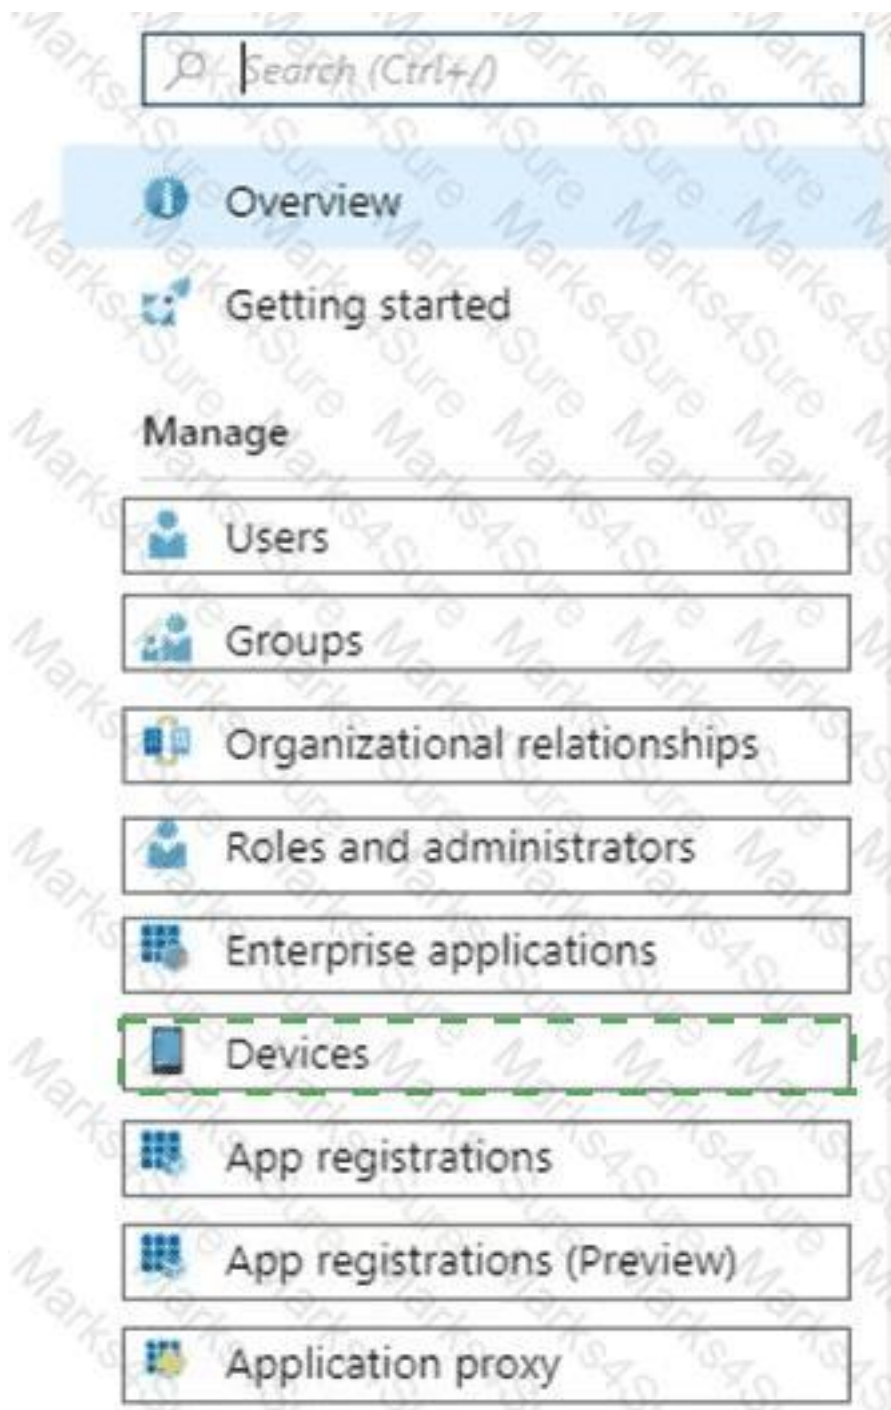 Search (Ctrl+/)
Overview
Getting started
Manage
Users
Groups
Organizational relationships
Roles and administrators
Enterprise applications
Devices
App registrations
App registrations (Preview)
Application proxy
Marks4Sure